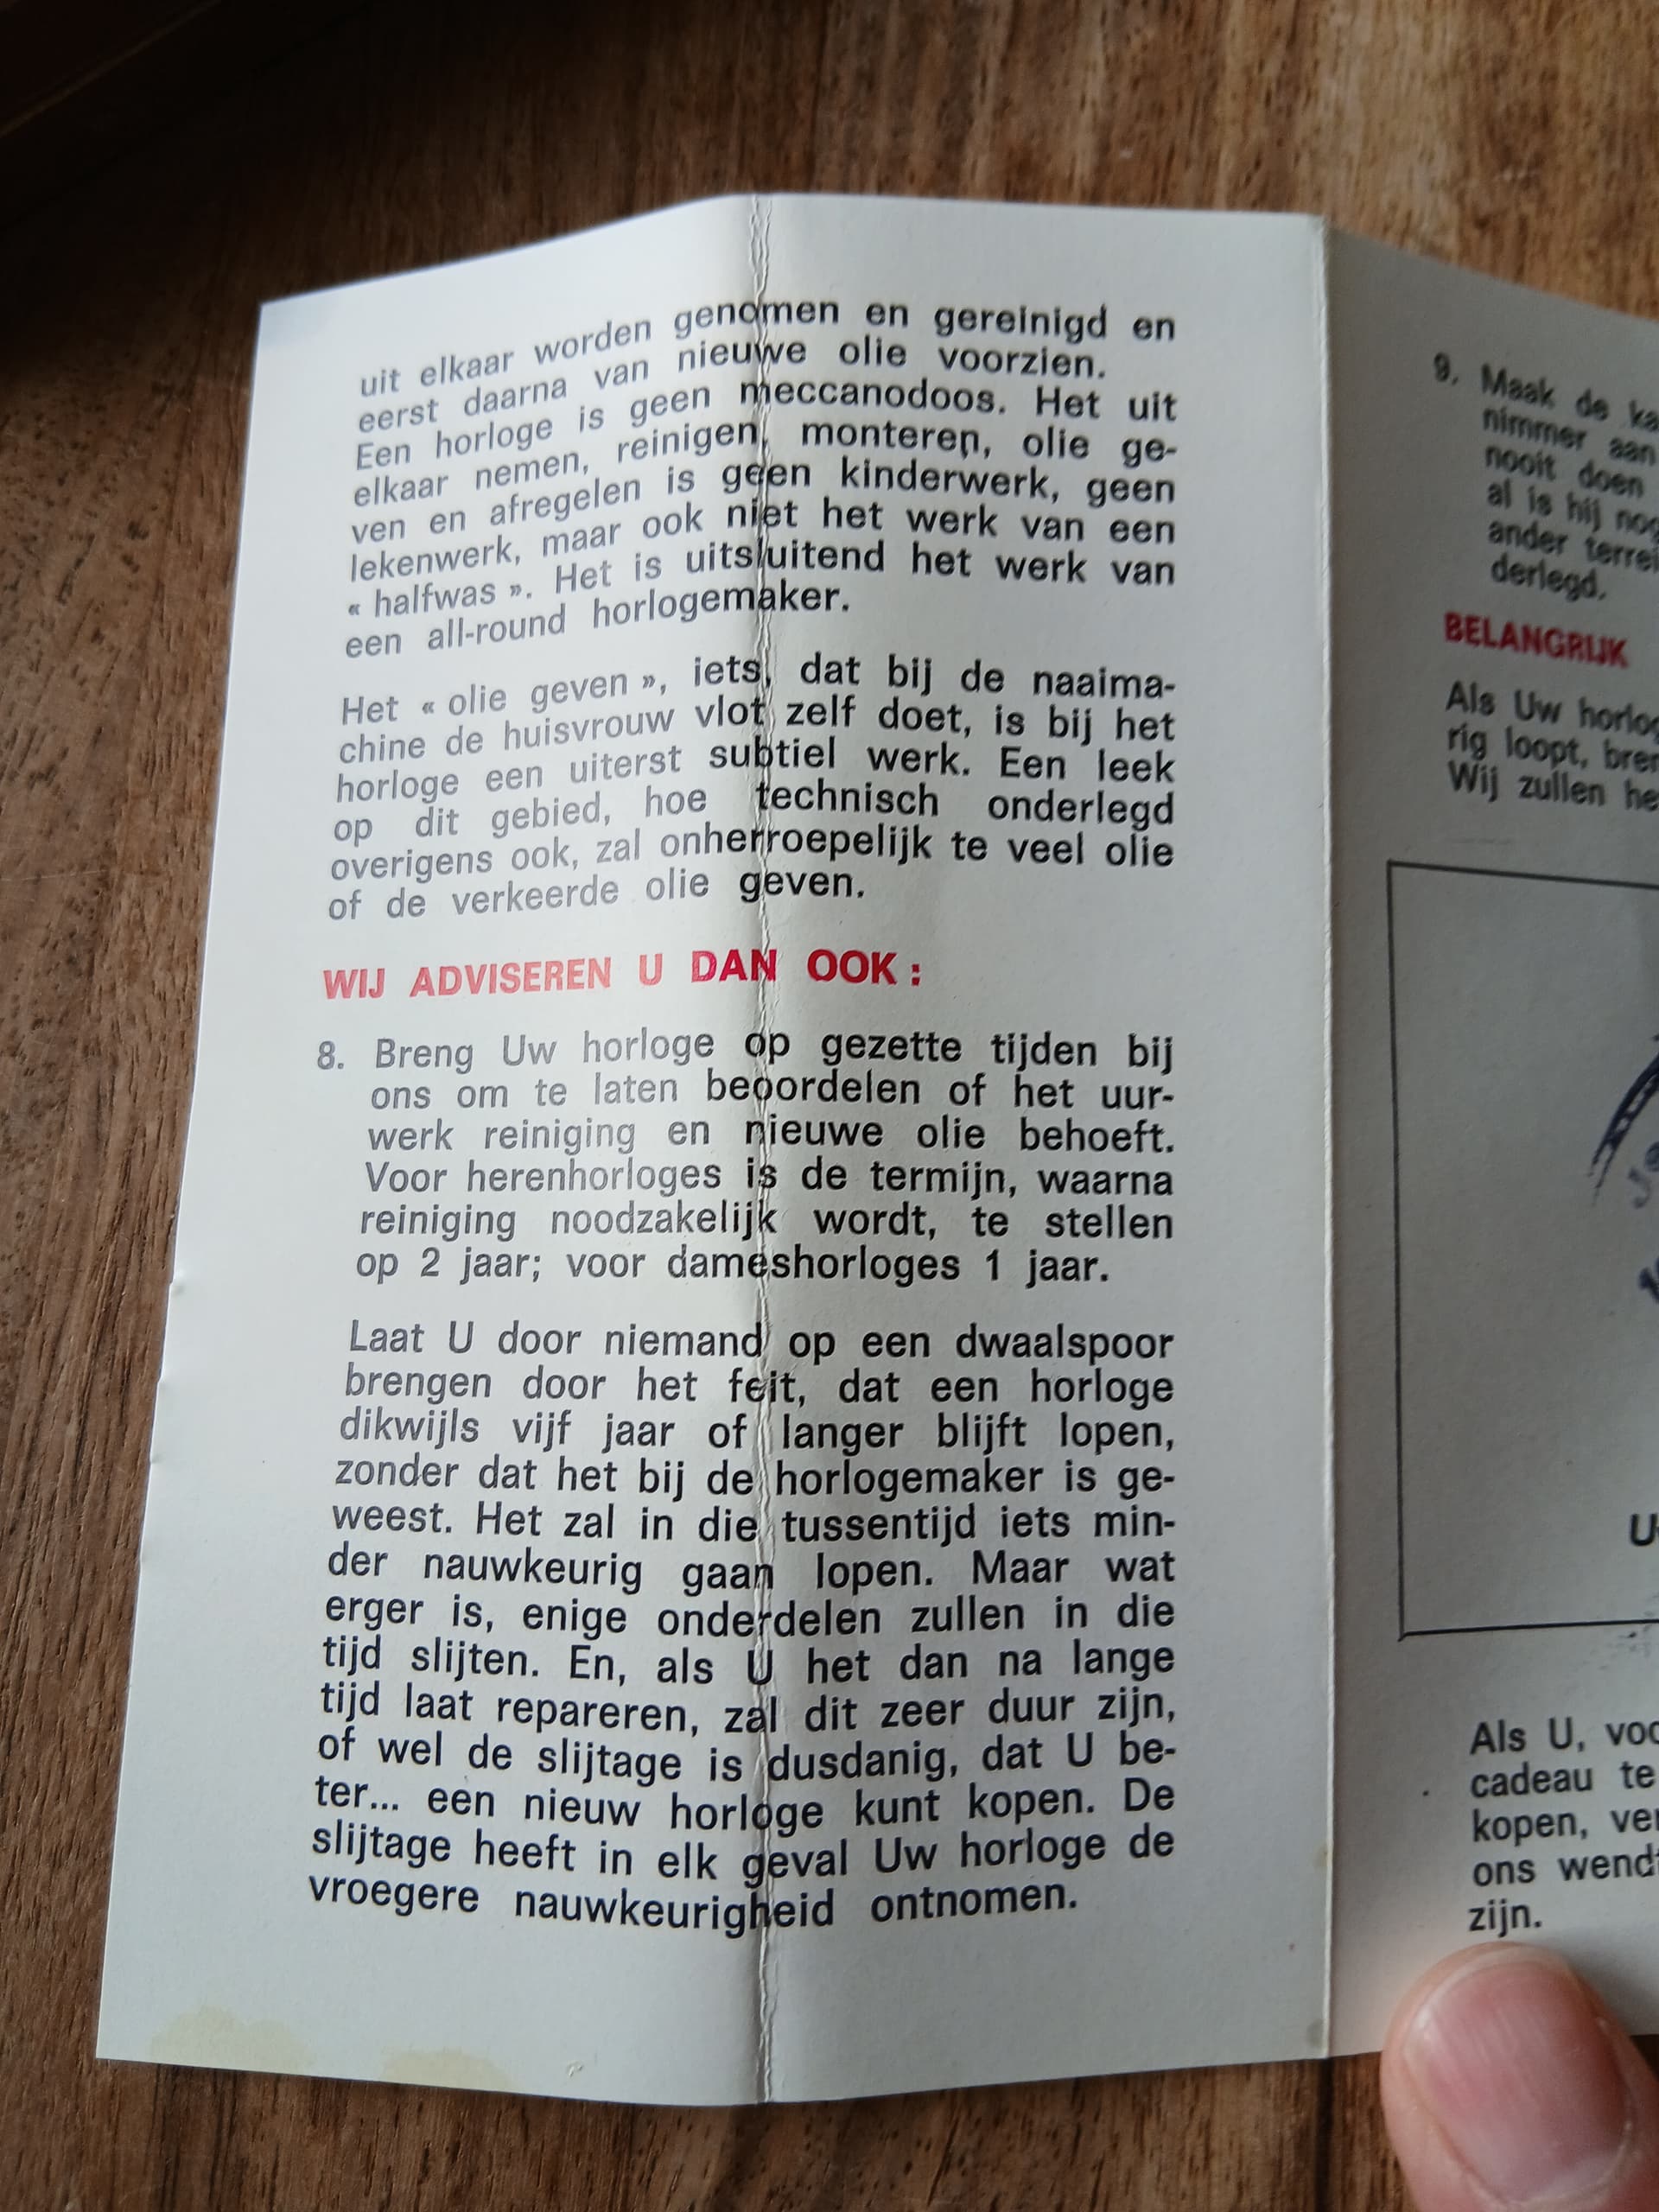 uit elkaar worden genomen en gereinigd en
eerst daarna van nieuwe olie voorzien.
Een horloge is geen meccanodoos. Het uit
elkaar nemen, reinigen, monteren, olie ge-
ven en afregelen is geen kinderwerk, geen
lekenwerk, maar ook niet het werk van een
« halfwas ». Het is uitsluitend het werk van
een all-round horlogemaker.
Het « olie geven », iets, dat bij de naaima-
chine de huisvrouw vlot zelf doet, is bij het
horloge een uiterst subtiel werk. Een leek
op dit gebied, hoe technisch onderlegd
overigens ook, zal onherroepelijk te veel olie
of de verkeerde olie geven.
WIJ ADVISEREN U DAN OOK :
8. Breng Uw horloge op gezette tijden bij
ons om te laten beoordelen of het uur-
werk reiniging en nieuwe olie behoeft.
Voor herenhorloges is de termijn, waarna
reiniging noodzakelijk wordt, te stellen
op 2 jaar; voor dameshorloges 1 jaar.
Laat U door niemand op een dwaalspoor
brengen door het feit, dat een horloge
dikwijls vijf jaar of langer blijft lopen,
zonder dat het bij de horlogemaker is ge-
weest. Het zal in die tussentijd iets min-
der nauwkeurig gaan lopen. Maar wat
erger is, enige onderdelen zullen in die
tijd slijten. En, als U het dan na lange
tijd laat repareren, zal dit zeer duur zijn,
of wel de slijtage is dusdanig, dat U be-
ter... een nieuw horloge kunt kopen. De
slijtage heeft in elk geval Uw horloge de
vroegere nauwkeurigheid ontnomen.
9. Maak de ka
nimmer aan
nooit doen
al is hij nog
ander terrei
derlegd.
BELANGRIJK
Als Uw horlog
rig loopt, bren
Wij zullen he
U
Als U, voo
cadeau te
kopen, ver
ons wend
zijn.